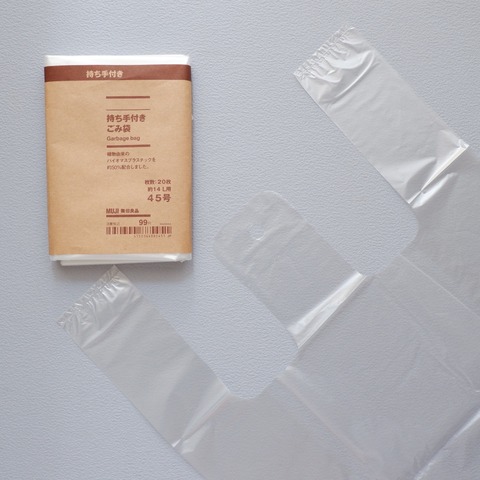 持ち手付き
持ち手付き
ごみ袋
Garbage bag
植物由来の
バイオマスプラスチックを
約30%配合しました。
枚数：20枚
約14L用
45号
MUJI 無印良品
99